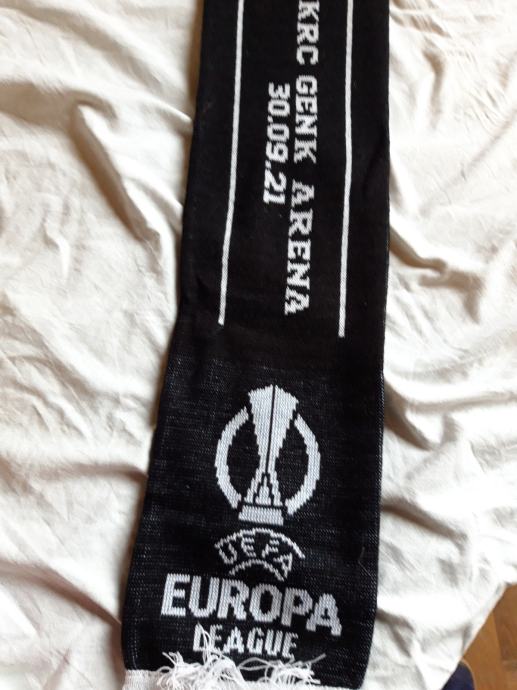 KRC GENK ARENA
30.09.21
UEFA
EUROPA
LEAGUE